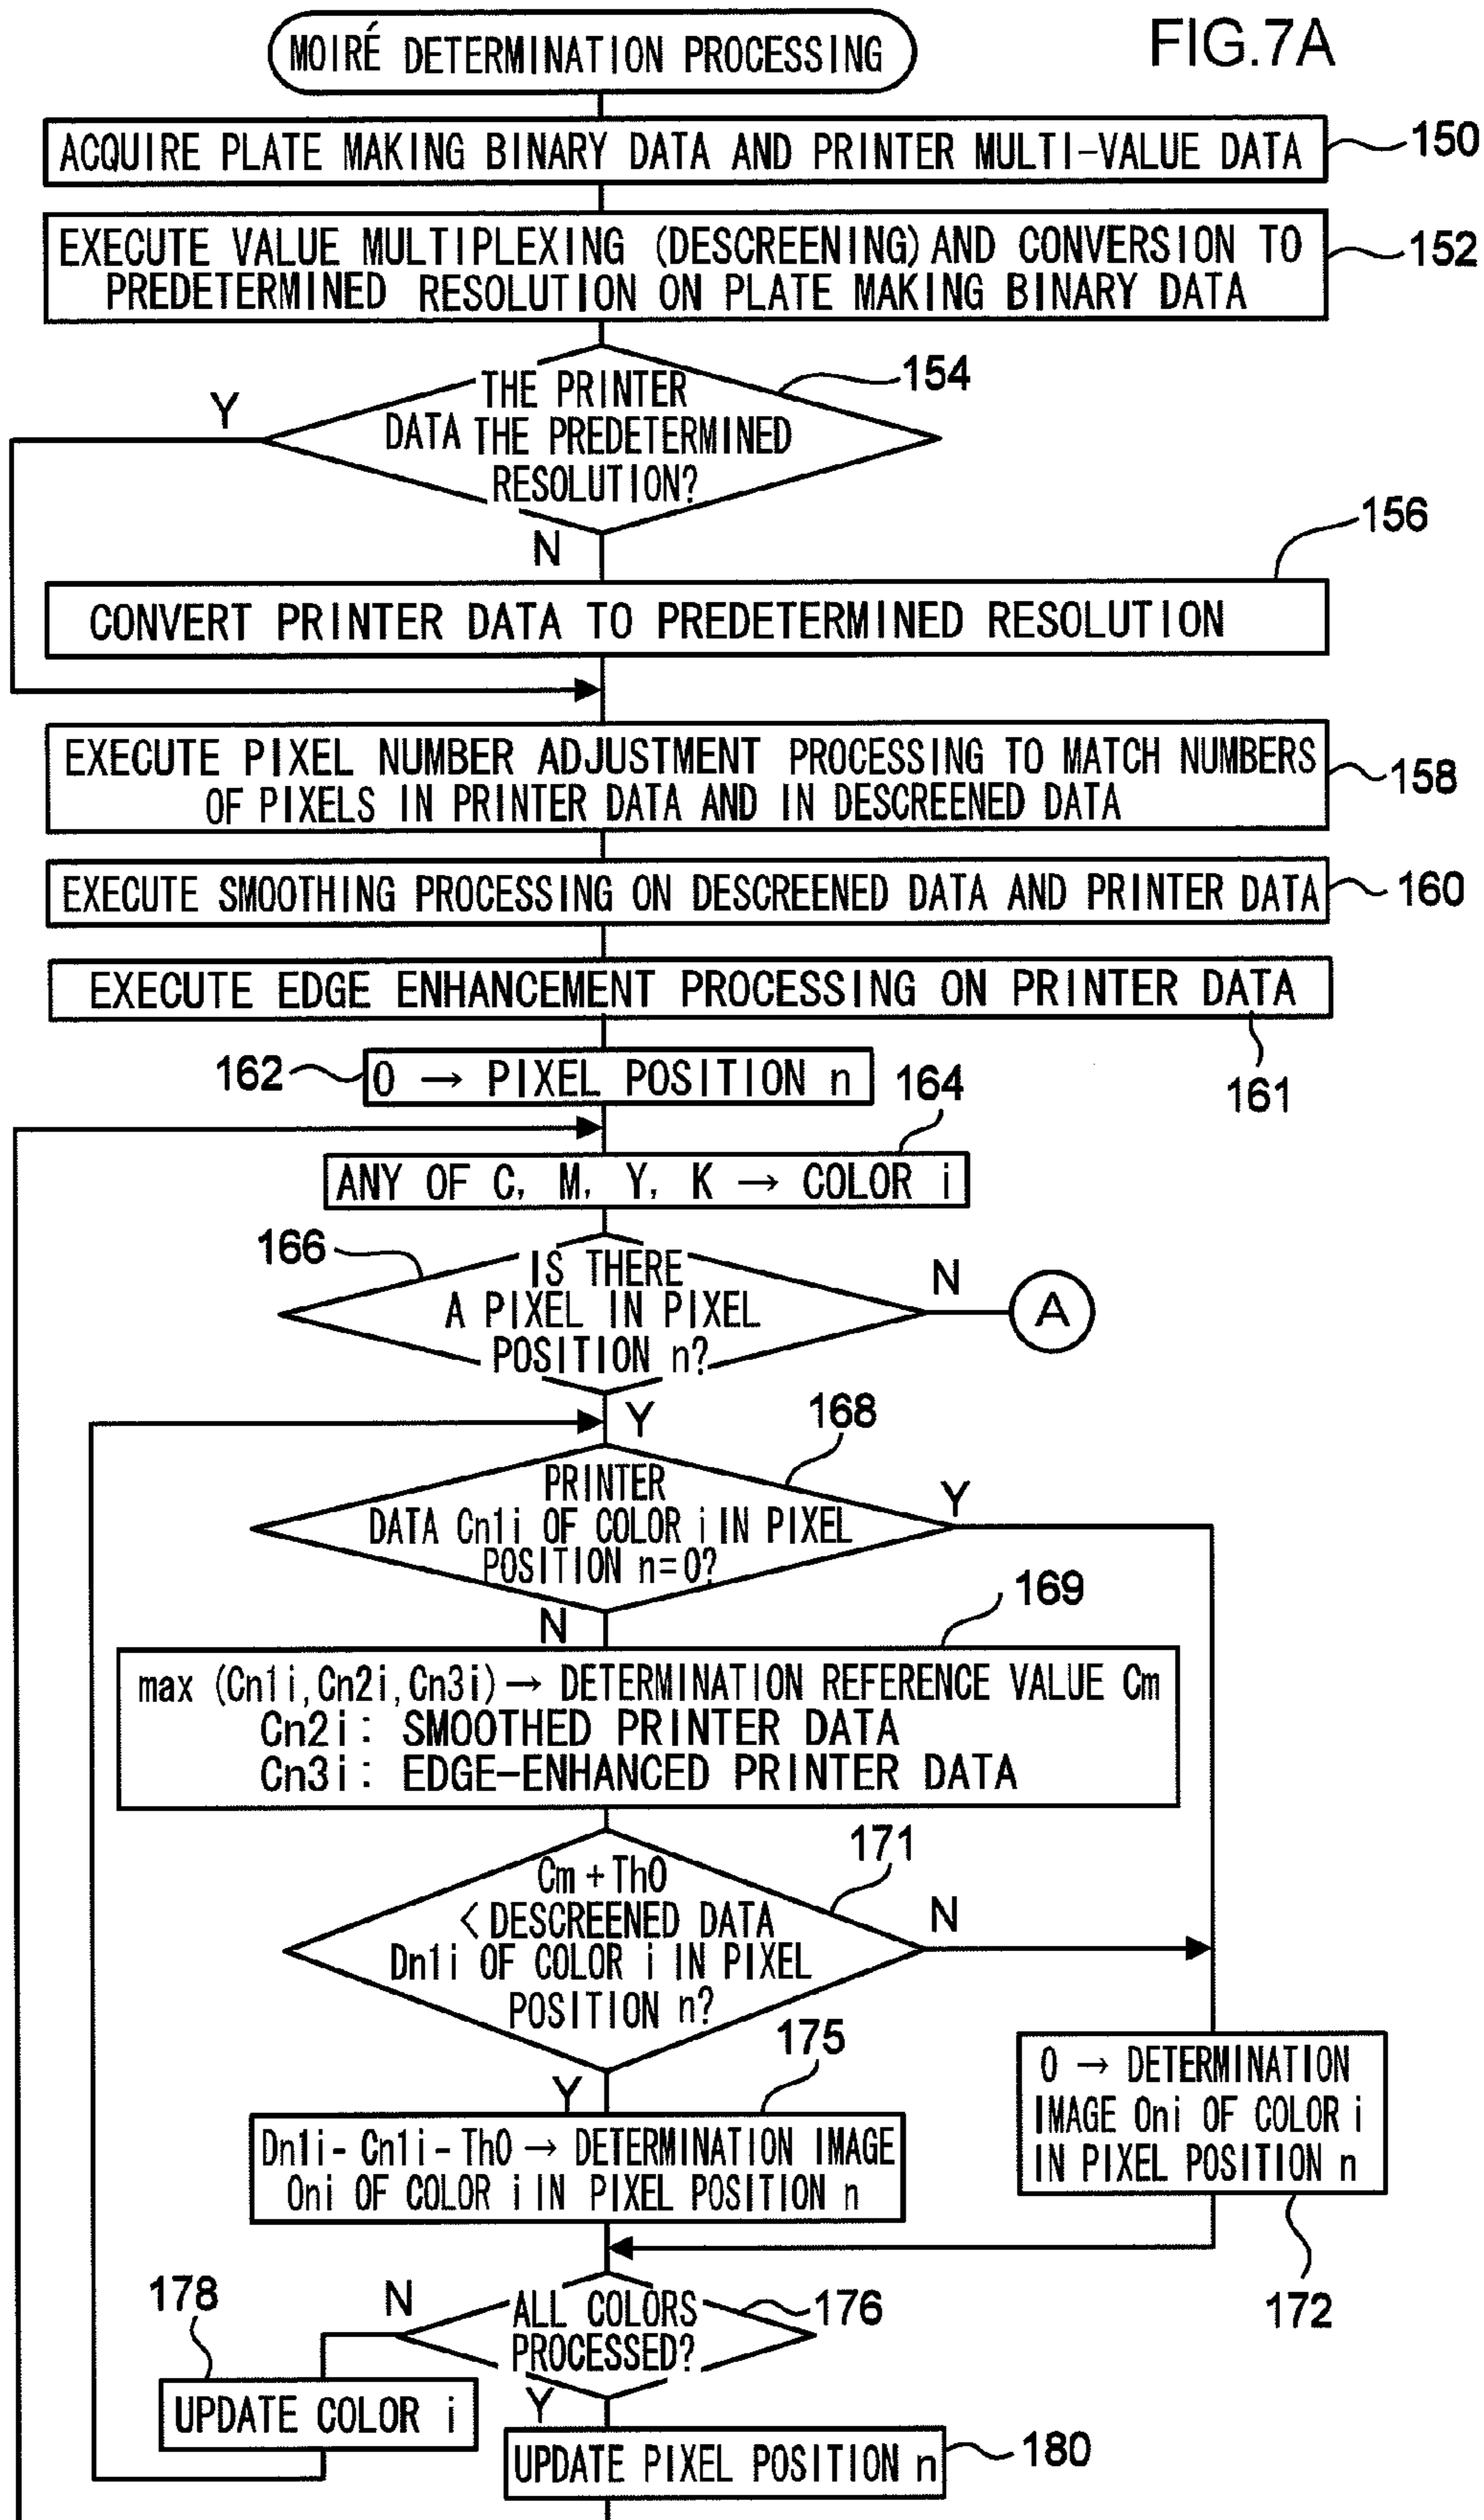 FIG.7A
MOIRÉ DETERMINATION PROCESSING
ACQUIRE PLATE MAKING BINARY DATA AND PRINTER MULTI-VALUE DATA
150
EXECUTE VALUE MULTIPLEXING (DESCREENING) AND CONVERSION TO
PREDETERMINED RESOLUTION ON PLATE MAKING BINARY DATA
152
THE PRINTER
DATA THE PREDETERMINED
RESOLUTION?
154
Y
N
156
CONVERT PRINTER DATA TO PREDETERMINED RESOLUTION
EXECUTE PIXEL NUMBER ADJUSTMENT PROCESSING TO MATCH NUMBERS
OF PIXELS IN PRINTER DATA AND IN DESCREENED DATA
158
EXECUTE SMOOTHING PROCESSING ON DESCREENED DATA AND PRINTER DATA
160
EXECUTE EDGE ENHANCEMENT PROCESSING ON PRINTER DATA
161
162
0 → PIXEL POSITION n
164
ANY OF C, M, Y, K → COLOR i
166
IS THERE
A PIXEL IN PIXEL
POSITION n?
N
A
Y
168
PRINTER
DATA Cn1i OF COLOR i IN PIXEL
POSITION n=0?
Y
N
169
max (Cn1i,Cn2i,Cn3i) → DETERMINATION REFERENCE VALUE Cm
Cn2i: SMOOTHED PRINTER DATA
Cn3i: EDGE-ENHANCED PRINTER DATA
171
Cm+Th0
< DESCREENED DATA
Dn1i OF COLOR i IN PIXEL
POSITION n?
N
Y
175
Dn1i- Cn1i-Th0 → DETERMINATION IMAGE
Oni OF COLOR i IN PIXEL POSITION n
0 → DETERMINATION
IMAGE Oni OF COLOR i
IN PIXEL POSITION n
172
ALL COLORS
PROCESSED?
176
N
178
UPDATE COLOR i
Y
UPDATE PIXEL POSITION n
180